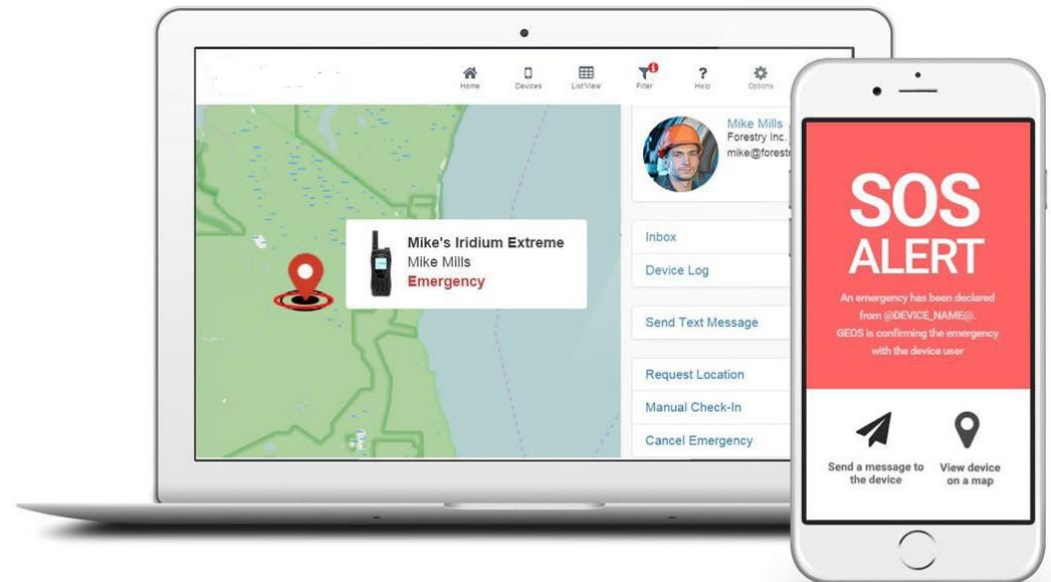 Home
Devices
List View
Filter
Help
Options
Mike Mills
Forestry Inc.
mike@forestr
Mike's Iridium Extreme
Mike Mills
Emergency
Inbox
Device Log
Send Text Message
Request Location
Manual Check-In
Cancel Emergency
SOS
ALERT
An emergency has been declared
from @DEVICE_NAME@.
GEOS is confirming the emergency
with the device user
Send a message to
the device
View device
on a map